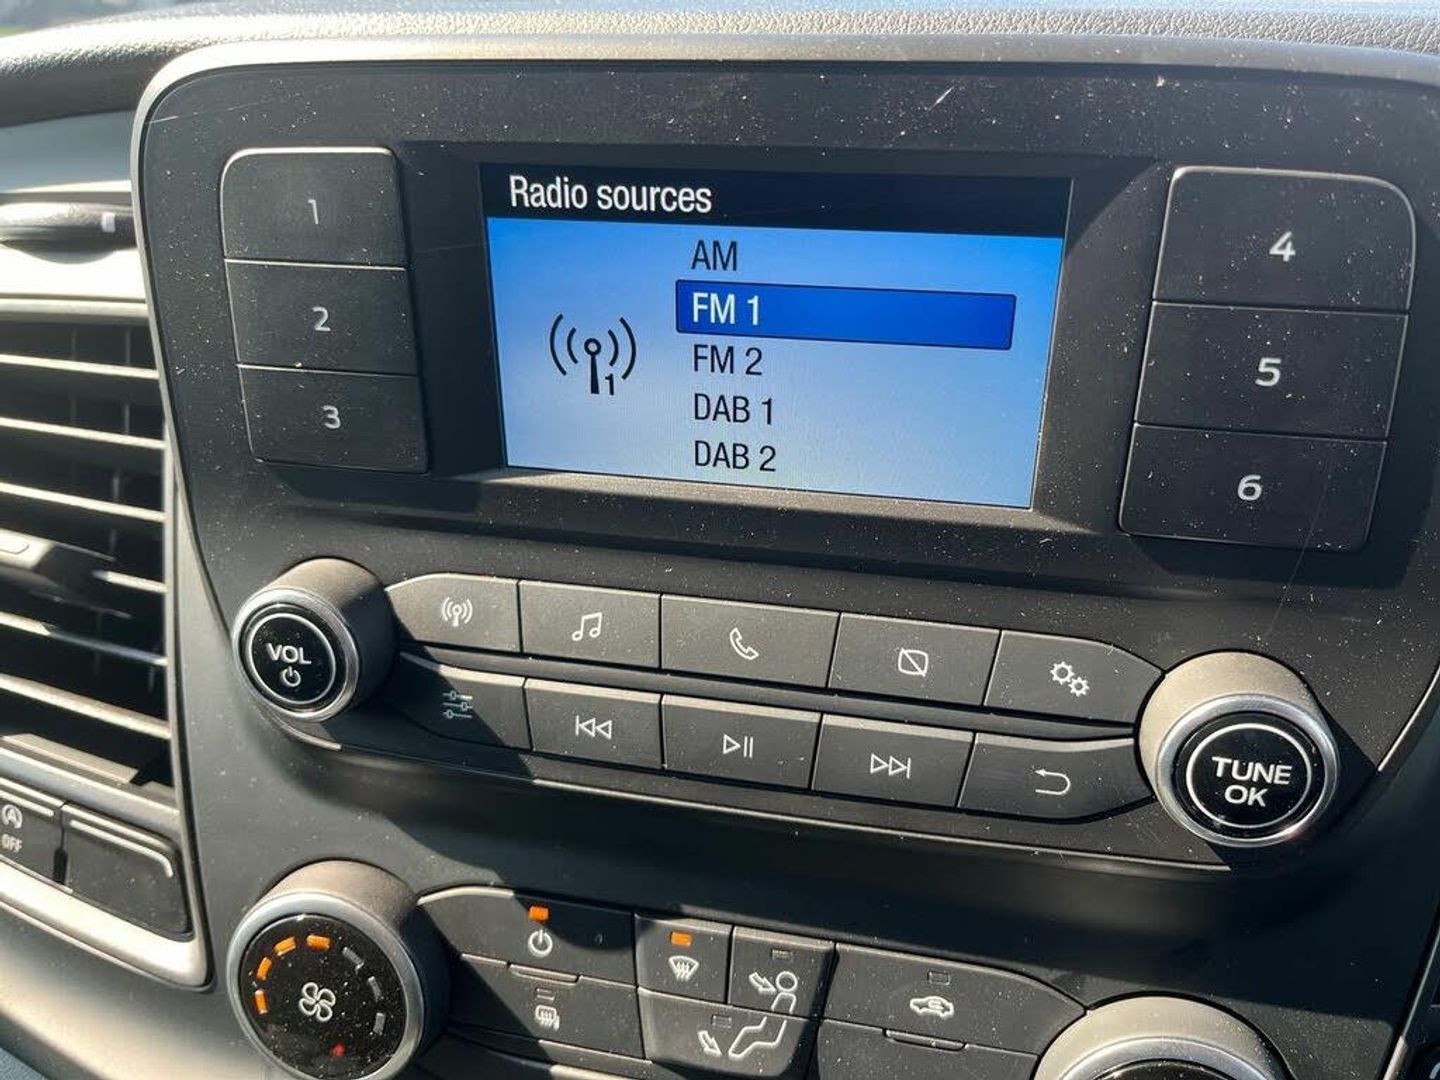 Radio sources
AM
FM 1
FM 2
DAB 1
DAB 2
1
1
2
3
4
5
6
VOL
TUNE
OK
A
OFF